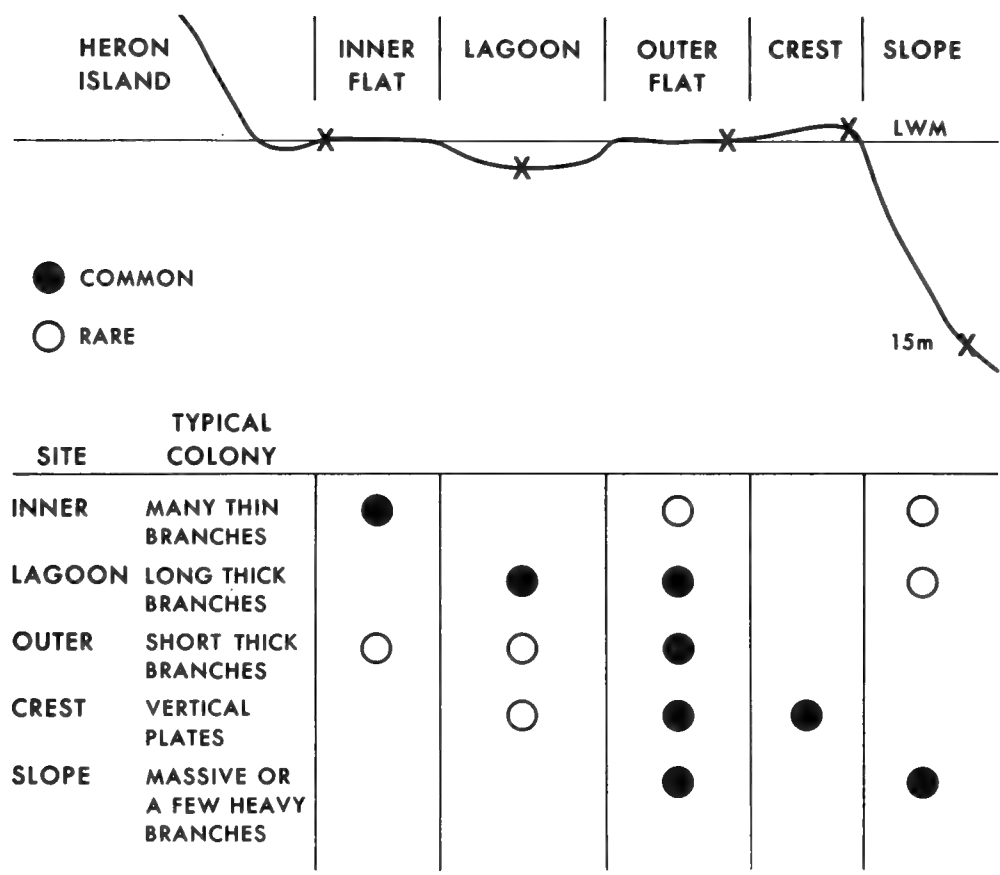 HERON INNER LAGOON OUTER CREST SLOPE
ISLAND FLAT FLAT
LWM
COMMON
RARE
15m
TYPICAL
SITE COLONY
INNER MANY THIN
BRANCHES
LAGOON LONG THICK
BRANCHES
OUTER SHORT THICK
BRANCHES
CREST VERTICAL
PLATES
SLOPE MASSIVE OR
A FEW HEAVY
BRANCHES